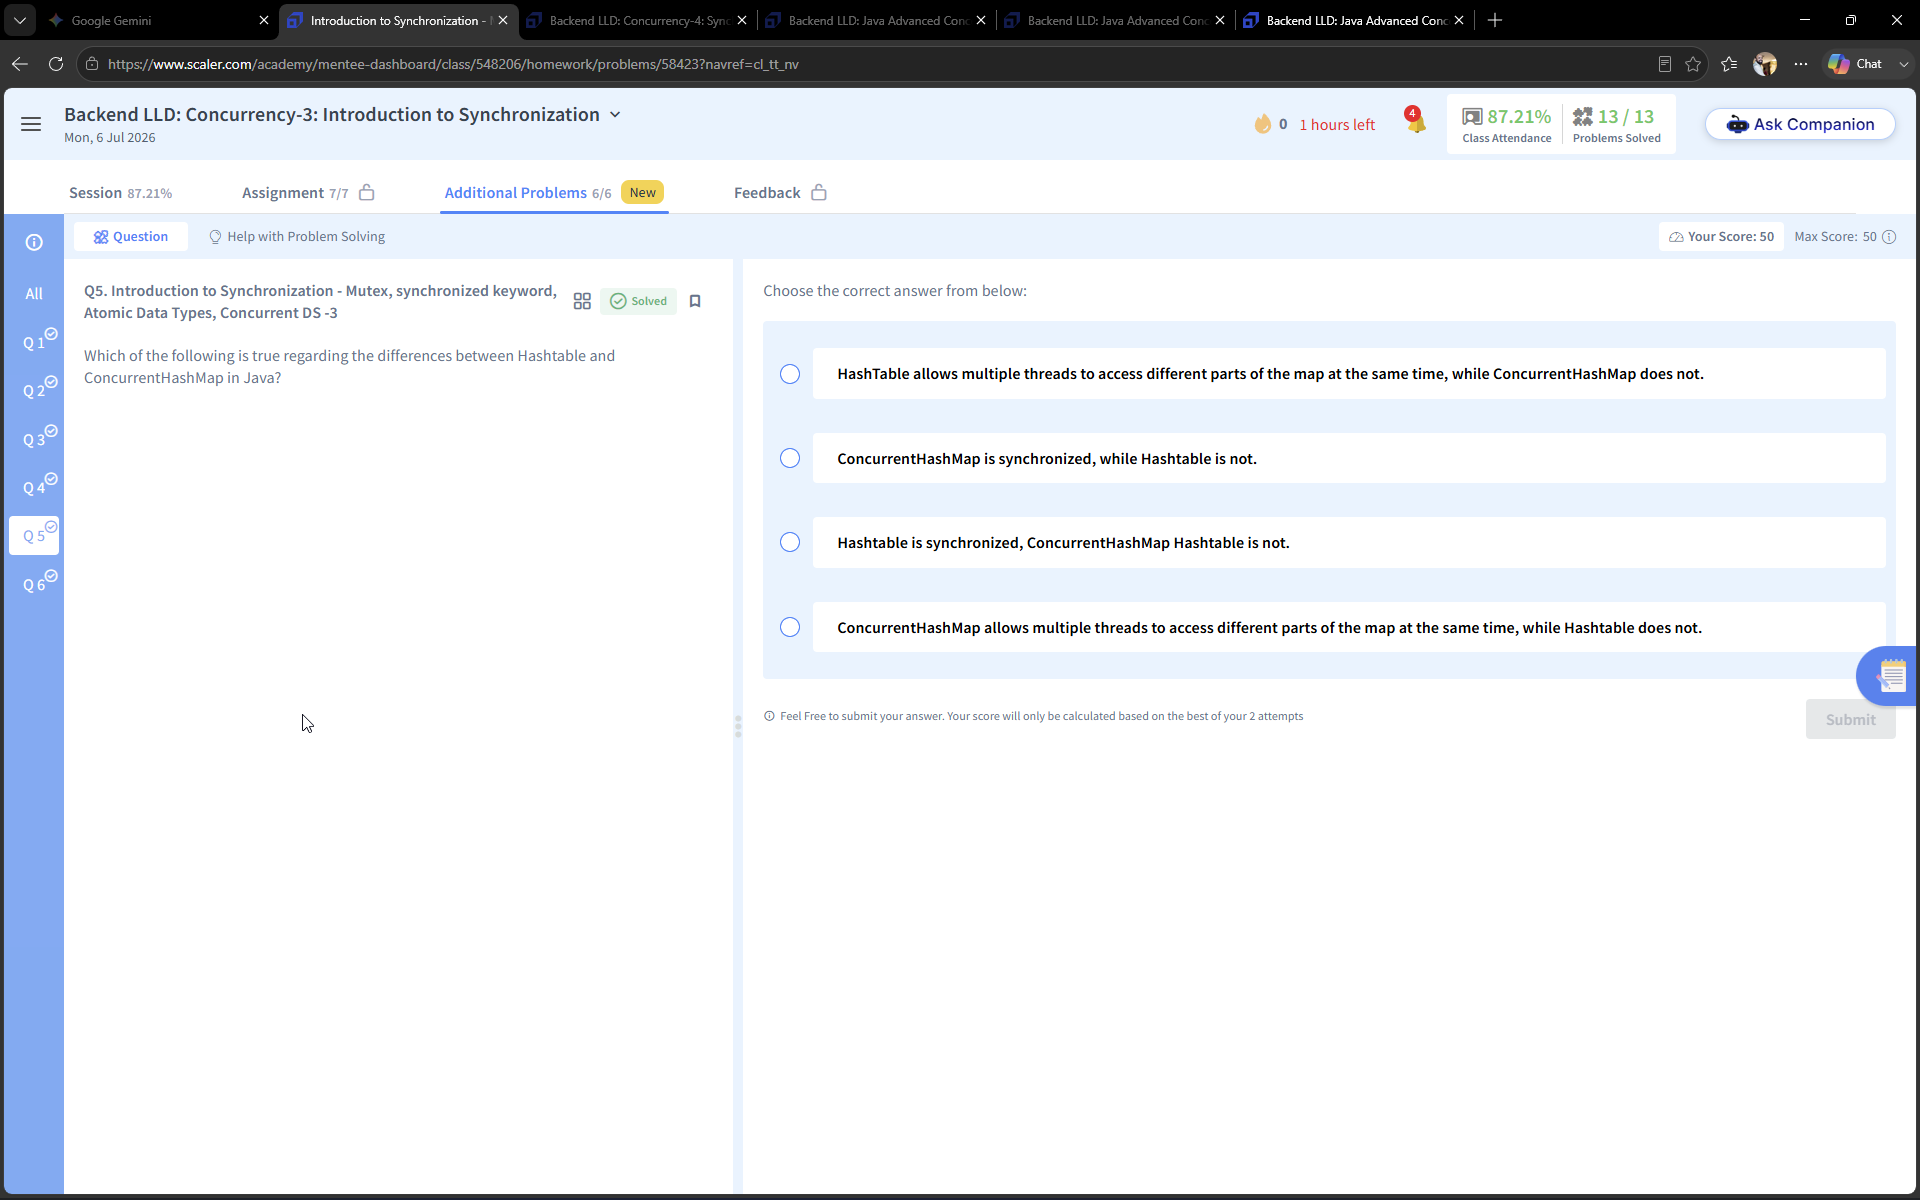 Google Gemini
Introduction to Synchronization -
Backend LLD: Concurrency-4: Sync
Backend LLD: Java Advanced Conc
Backend LLD: Java Advanced Conc
Backend LLD: Java Advanced Conc
https://www.scaler.com/academy/mentee-dashboard/class/548206/homework/problems/58423?navref=cl_tt_nv
Chat
Backend LLD: Concurrency-3: Introduction to Synchronization
Mon, 6 Jul 2026
0
1 hours left
4
87.21%
Class Attendance
13 / 13
Problems Solved
Ask Companion
Session 87.21%
Assignment 7/7
Additional Problems 6/6 New
Feedback
Question
Help with Problem Solving
Your Score: 50
Max Score: 50
All
Q 1
Q 2
Q 3
Q 4
Q 5
Q 6
Q5. Introduction to Synchronization - Mutex, synchronized keyword,
Atomic Data Types, Concurrent DS -3
Solved
Which of the following is true regarding the differences between Hashtable and
ConcurrentHashMap in Java?
Choose the correct answer from below:
HashTable allows multiple threads to access different parts of the map at the same time, while ConcurrentHashMap does not.
ConcurrentHashMap is synchronized, while Hashtable is not.
Hashtable is synchronized, ConcurrentHashMap Hashtable is not.
ConcurrentHashMap allows multiple threads to access different parts of the map at the same time, while Hashtable does not.
Feel Free to submit your answer. Your score will only be calculated based on the best of your 2 attempts
Submit